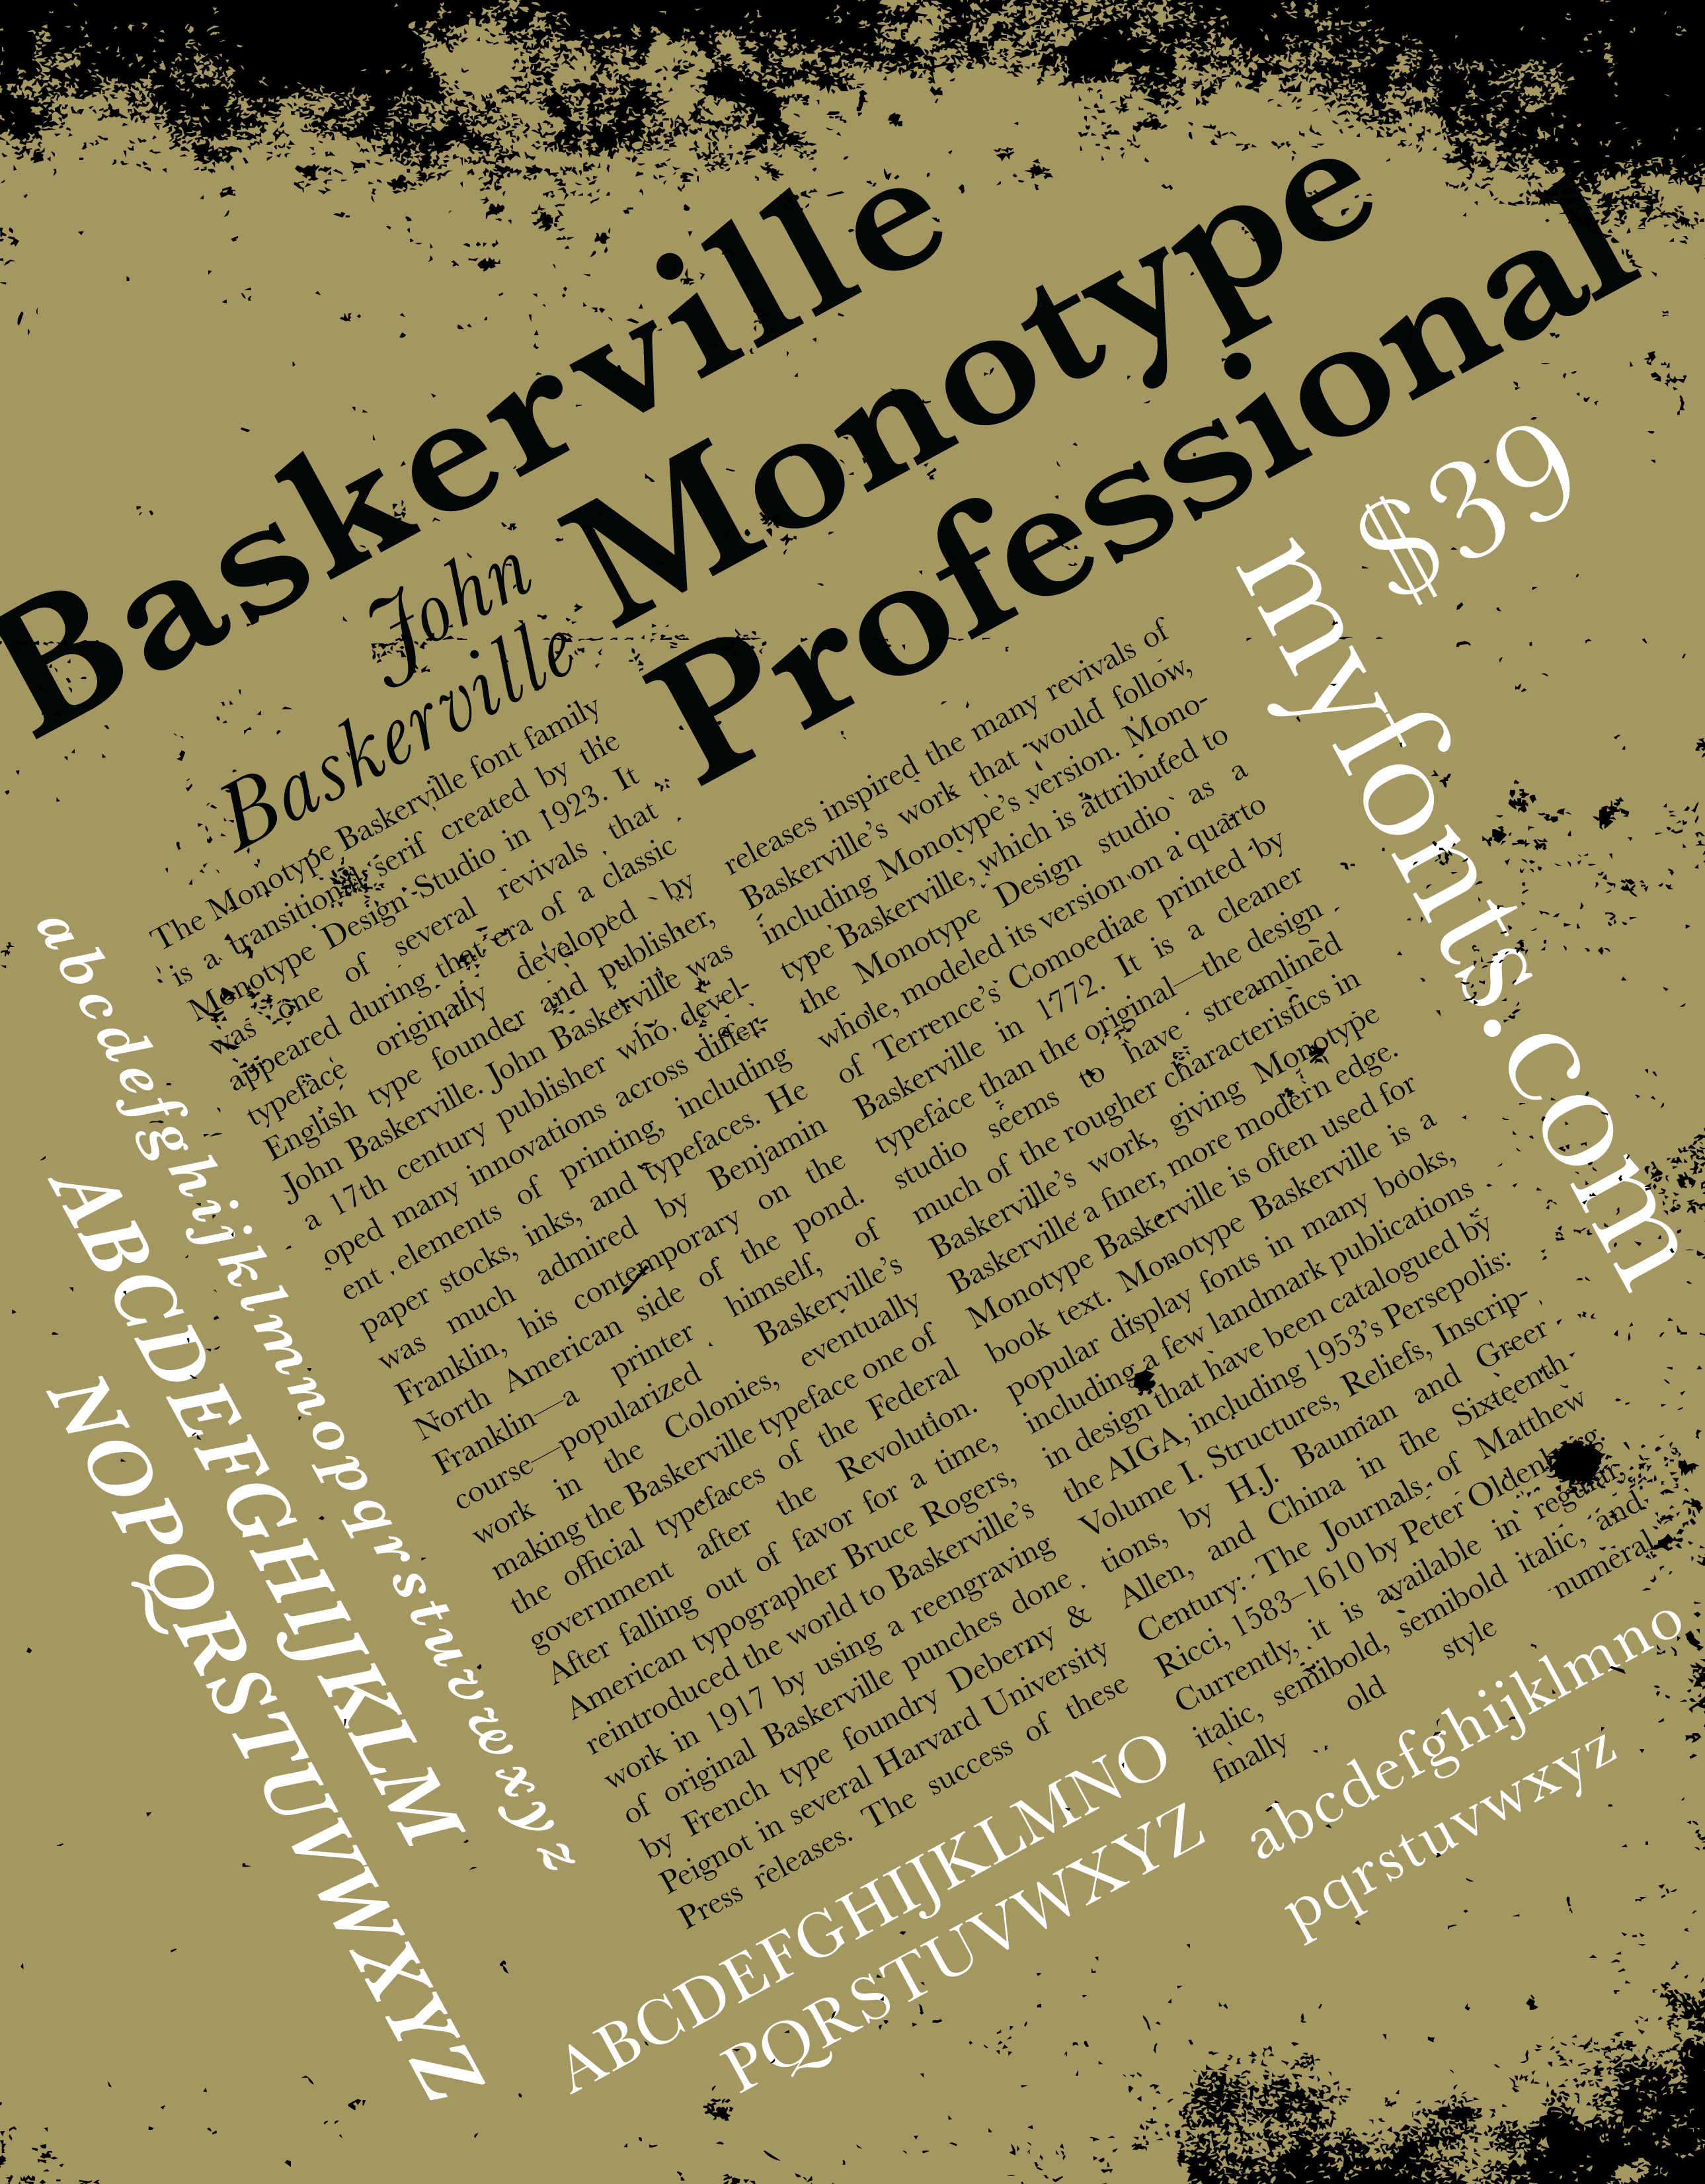 Baskerville
Monotype
Professional
John
Baskerville
$39
myfonts.com
The Monotype Baskerville font family
is a transitional serif created by the
Monotype Design Studio in 1923. It
was one of several revivals that
appeared during that era of a classic
typeface originally developed by
English type founder and publisher,
John Baskerville. John Baskerville was
a 17th century publisher who devel-
oped many innovations across differ-
ent elements of printing, including
paper stocks, inks, and typefaces. He
was much admired by Benjamin
Franklin, his contemporary on the
North American side of the pond.
Franklin—a printer himself, of
course—popularized Baskerville’s
work in the Colonies, eventually
making the Baskerville typeface one of
the official typefaces of the Federal
government after the Revolution.
After falling out of favor for a time,
American typographer Bruce Rogers,
reintroduced the world to Baskerville’s
work in 1917 by using a reengraving
of original Baskerville punches done
by French type foundry Deberny &
Peignot in several Harvard University
Press releases. The success of these
releases inspired the many revivals of
Baskerville’s work that would follow,
including Monotype’s version. Mono-
type Baskerville, which is attributed to
the Monotype Design studio as a
whole, modeled its version on a quarto
of Terrence’s Comoediae printed by
Baskerville in 1772. It is a cleaner
typeface than the original—the design
studio seems to have streamlined
much of the rougher characteristics in
Baskerville’s work, giving Monotype
Baskerville a finer, more modern edge.
Monotype Baskerville is often used for
book text. Monotype Baskerville is a
popular display fonts in many books,
including a few landmark publications
in design that have been catalogued by
the AIGA, including 1953’s Persepolis:
Volume I. Structures, Reliefs, Inscrip-
tions, by H.J. Bauman and Greer
Allen, and China in the Sixteenth
Century: The Journals of Matthew
Ricci, 1583–1610 by Peter Oldenburg.
Currently, it is available in regular,
italic, semibold, semibold italic, and
finally old style numeral.
abcdefghijklmnopqrstuvwxyz
ABCDEFGHIJKLM
NOPQRSTUVWXYZ
ABCDEFGHIJKLMNO
PQRSTUVWXYZ
abcdefghijklmno
pqrstuvwxyz